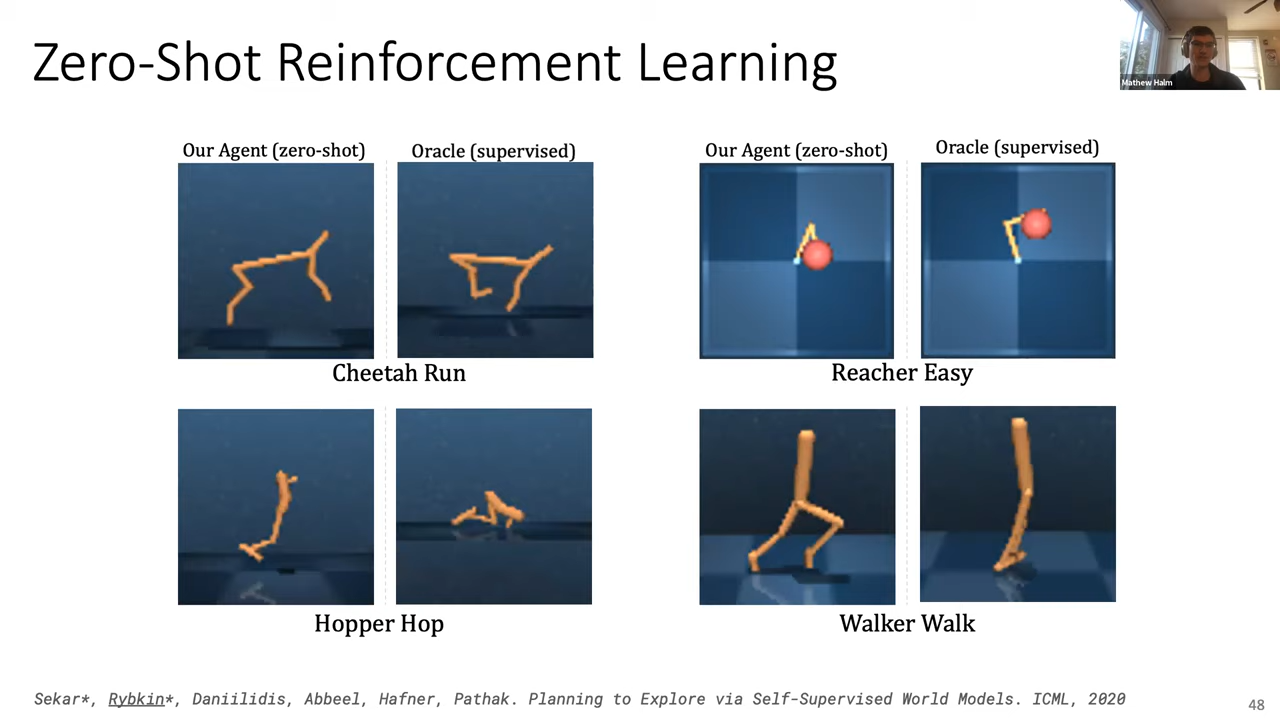 Zero-Shot Reinforcement Learning
Mathew Halm
Our Agent (zero-shot)
Oracle (supervised)
Our Agent (zero-shot)
Oracle (supervised)
Cheetah Run
Reacher Easy
Hopper Hop
Walker Walk
Sekar*, Rybkin*, Daniilidis, Abbeel, Hafner, Pathak. Planning to Explore via Self-Supervised World Models. ICML, 2020
48